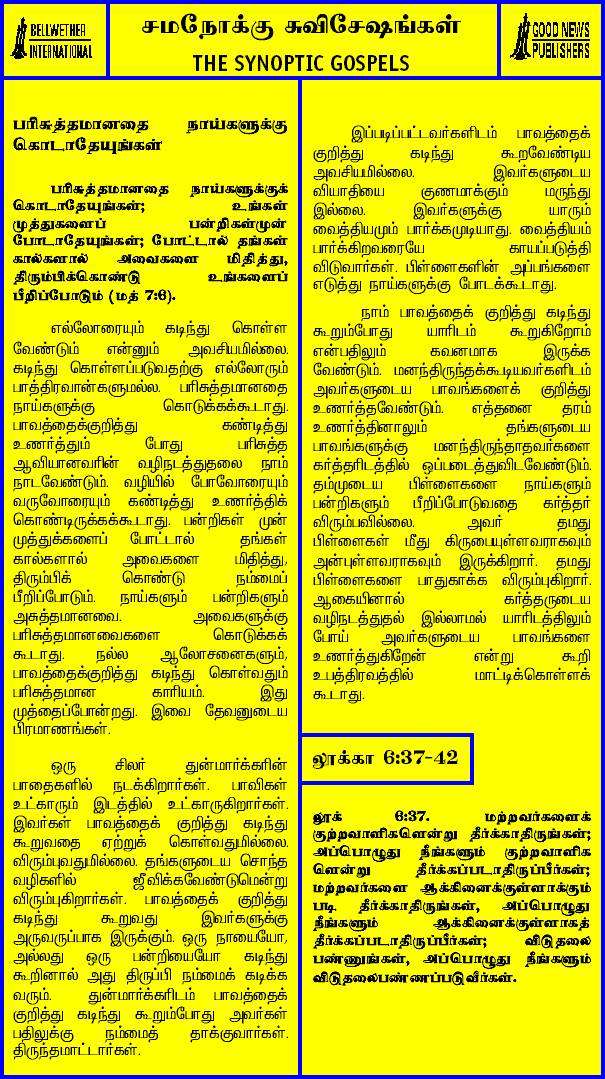 BELLWETHER
INTERNATIONAL
சமநோக்கு சுவிசேஷங்கள்
THE SYNOPTIC GOSPELS
GOOD NEWS
PUBLISHERS
பரிசுத்தமானதை நாய்களுக்கு
கொடாதேயுங்கள்
பரிசுத்தமானதை நாய்களுக்குக்
கொடாதேயுங்கள்; உங்கள்
முத்துகளைப் பன்றிகள்முன்
போடாதேயுங்கள்; போட்டால் தங்கள்
கால்களால் அவைகளை மிதித்து,
திரும்பிக்கொண்டு உங்களைப்
பீறிப்போடும் (மத் 7:6).
எல்லோரையும் கடிந்து கொள்ள
வேண்டும் என்னும் அவசியமில்லை.
கடிந்து கொள்ளப்படுவதற்கு எல்லோரும்
பாத்திரவான்களுமல்ல. பரிசுத்தமானதை
நாய்களுக்கு கொடுக்கக்கூடாது.
பாவத்தைக்குறித்து கண்டித்து
உணர்த்தும் போது பரிசுத்த
ஆவியானவரின் வழிநடத்துதலை நாம்
நாடவேண்டும். வழியில் போவோரையும்
வருவோரையும் கண்டித்து உணர்த்திக்
கொண்டிருக்கக்கூடாது. பன்றிகள் முன்
முத்துக்களைப் போட்டால் தங்கள்
கால்களால் அவைகளை மிதித்து,
திரும்பிக் கொண்டு நம்மைப்
பீறிப்போடும். நாய்களும் பன்றிகளும்
அசுத்தமானவை. அவைகளுக்கு
பரிசுத்தமானவைகளை கொடுக்கக்
கூடாது. நல்ல ஆலோசனைகளும்,
பாவத்தைக்குறித்து கடிந்து கொள்வதும்
பரிசுத்தமான காரியம். இது
முத்தைப்போன்றது. இவை தேவனுடைய
பிரமாணங்கள்.
ஒரு சிலர் துன்மார்க்கரின்
பாதைகளில் நடக்கிறார்கள். பாவிகள்
உட்காரும் இடத்தில் உட்காருகிறார்கள்.
இவர்கள் பாவத்தைக் குறித்து கடிந்து
கூறுவதை ஏற்றுக் கொள்வதுமில்லை.
விரும்புவதுமில்லை. தங்களுடைய சொந்த
வழிகளில் ஜீவிக்கவேண்டுமென்று
விரும்புகிறார்கள். பாவத்தைக் குறித்து
கடிந்து கூறுவது இவர்களுக்கு
அருவருப்பாக இருக்கும். ஒரு நாயையோ,
அல்லது ஒரு பன்றியையோ கடிந்து
கூறினால் அது திருப்பி நம்மைக் கடிக்க
வரும். துன்மார்க்கரிடம் பாவத்தைக்
குறித்து கடிந்து கூறும்போது அவர்கள்
பதிலுக்கு நம்மைத் தாக்குவார்கள்.
திருந்தமாட்டார்கள்.
இப்படிப்பட்டவர்களிடம் பாவத்தைக்
குறித்து கடிந்து கூறவேண்டிய
அவசியமில்லை. இவர்களுடைய
வியாதியை குணமாக்கும் மருந்து
இல்லை. இவர்களுக்கு யாரும்
வைத்தியமும் பார்க்கமுடியாது. வைத்தியம்
பார்க்கிறவரையே காயப்படுத்தி
விடுவார்கள். பிள்ளைகளின் அப்பங்களை
எடுத்து நாய்களுக்கு போடக்கூடாது.
நாம் பாவத்தைக் குறித்து கடிந்து
கூறும்போது யாரிடம் கூறுகிறோம்
என்பதிலும் கவனமாக இருக்க
வேண்டும். மனந்திருந்தக்கூடியவர்களிடம்
அவர்களுடைய பாவங்களைக் குறித்து
உணர்த்தவேண்டும். எத்தனை தரம்
உணர்த்தினாலும் தங்களுடைய
பாவங்களுக்கு மனந்திருந்தாதவர்களை
கர்த்தரிடத்தில் ஒப்படைத்துவிடவேண்டும்.
தம்முடைய பிள்ளைகளை நாய்களும்
பன்றிகளும் பீறிப்போடுவதை கர்த்தர்
விரும்பவில்லை. அவர் தமது
பிள்ளைகள் மீது கிருபையுள்ளவராகவும்
அன்புள்ளவராகவும் இருக்கிறார். தமது
பிள்ளைகளை பாதுகாக்க விரும்புகிறார்.
ஆகையினால் கர்த்தருடைய
வழிநடத்துதல் இல்லாமல் யாரிடத்திலும்
போய் அவர்களுடைய பாவங்களை
உணர்த்துகிறேன் என்று கூறி
உபத்திரவத்தில் மாட்டிக்கொள்ளக்
கூடாது.
லூக்கா 6:37-42
லூக் 6:37. மற்றவர்களைக்
குற்றவாளிகளென்று தீர்க்காதிருங்கள்;
அப்பொழுது நீங்களும் குற்றவாளிக
ளென்று தீர்க்கப்படாதிருப்பீர்கள்;
மற்றவர்களை ஆக்கினைக்குள்ளாகும்
படி தீர்க்காதிருங்கள், அப்பொழுது
நீங்களும் ஆக்கினைக்குள்ளாகத்
தீர்க்கப்படாதிருப்பீர்கள்; விடுதலை
பண்ணுங்கள், அப்பொழுது நீங்களும்
விடுதலைபண்ணப்படுவீர்கள்.